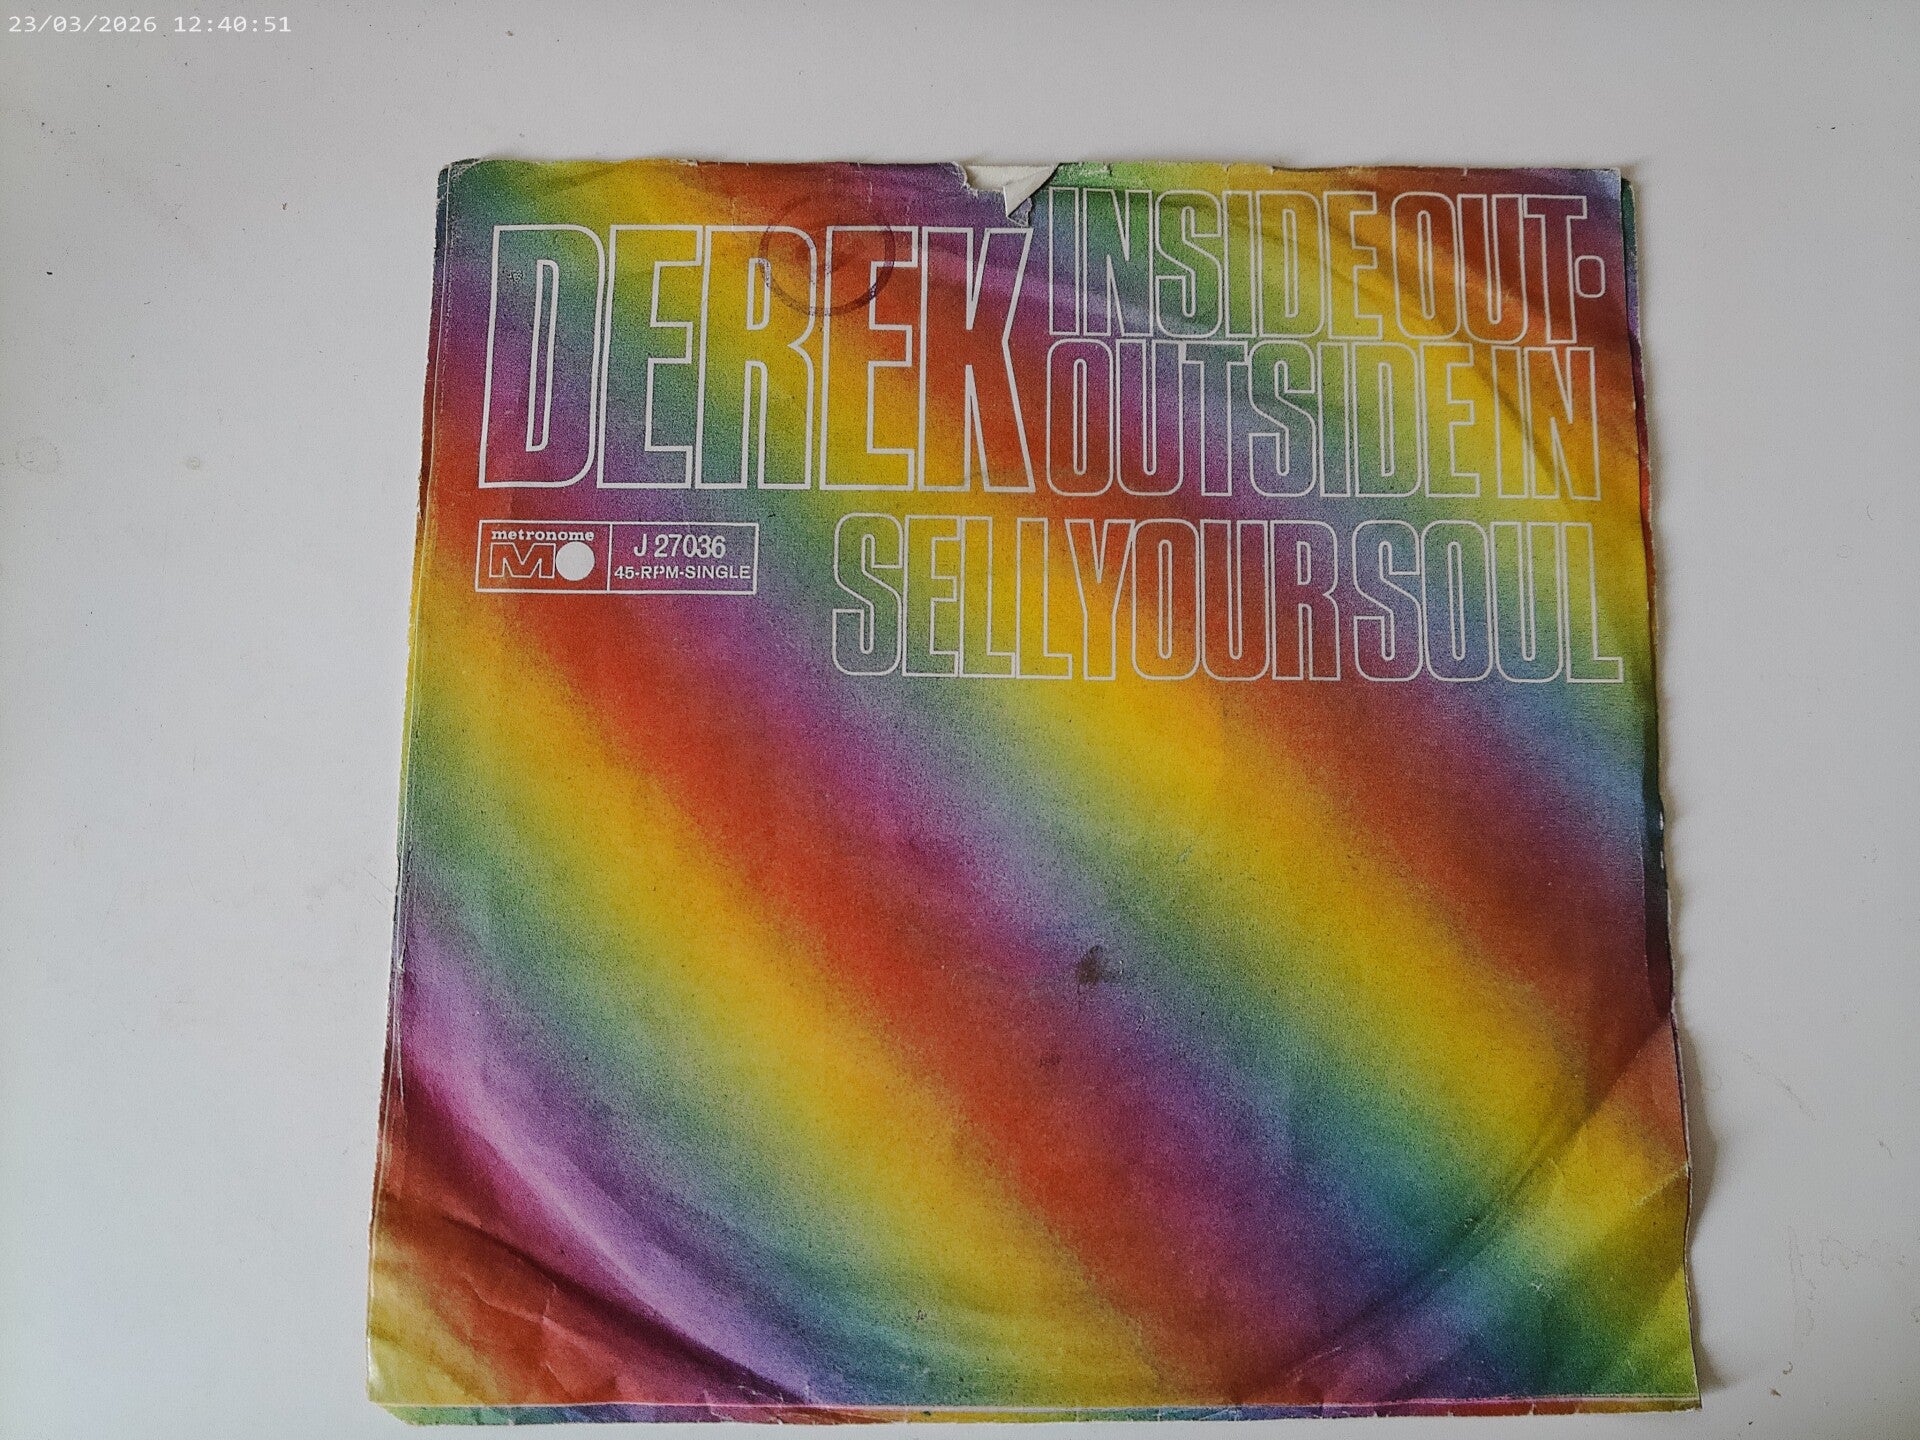 23/03/2026 12:40:51
DEREK
INSIDE OUT·
OUTSIDE IN
SELL YOUR SOUL
metronome
J 27036
45-RPM-SINGLE